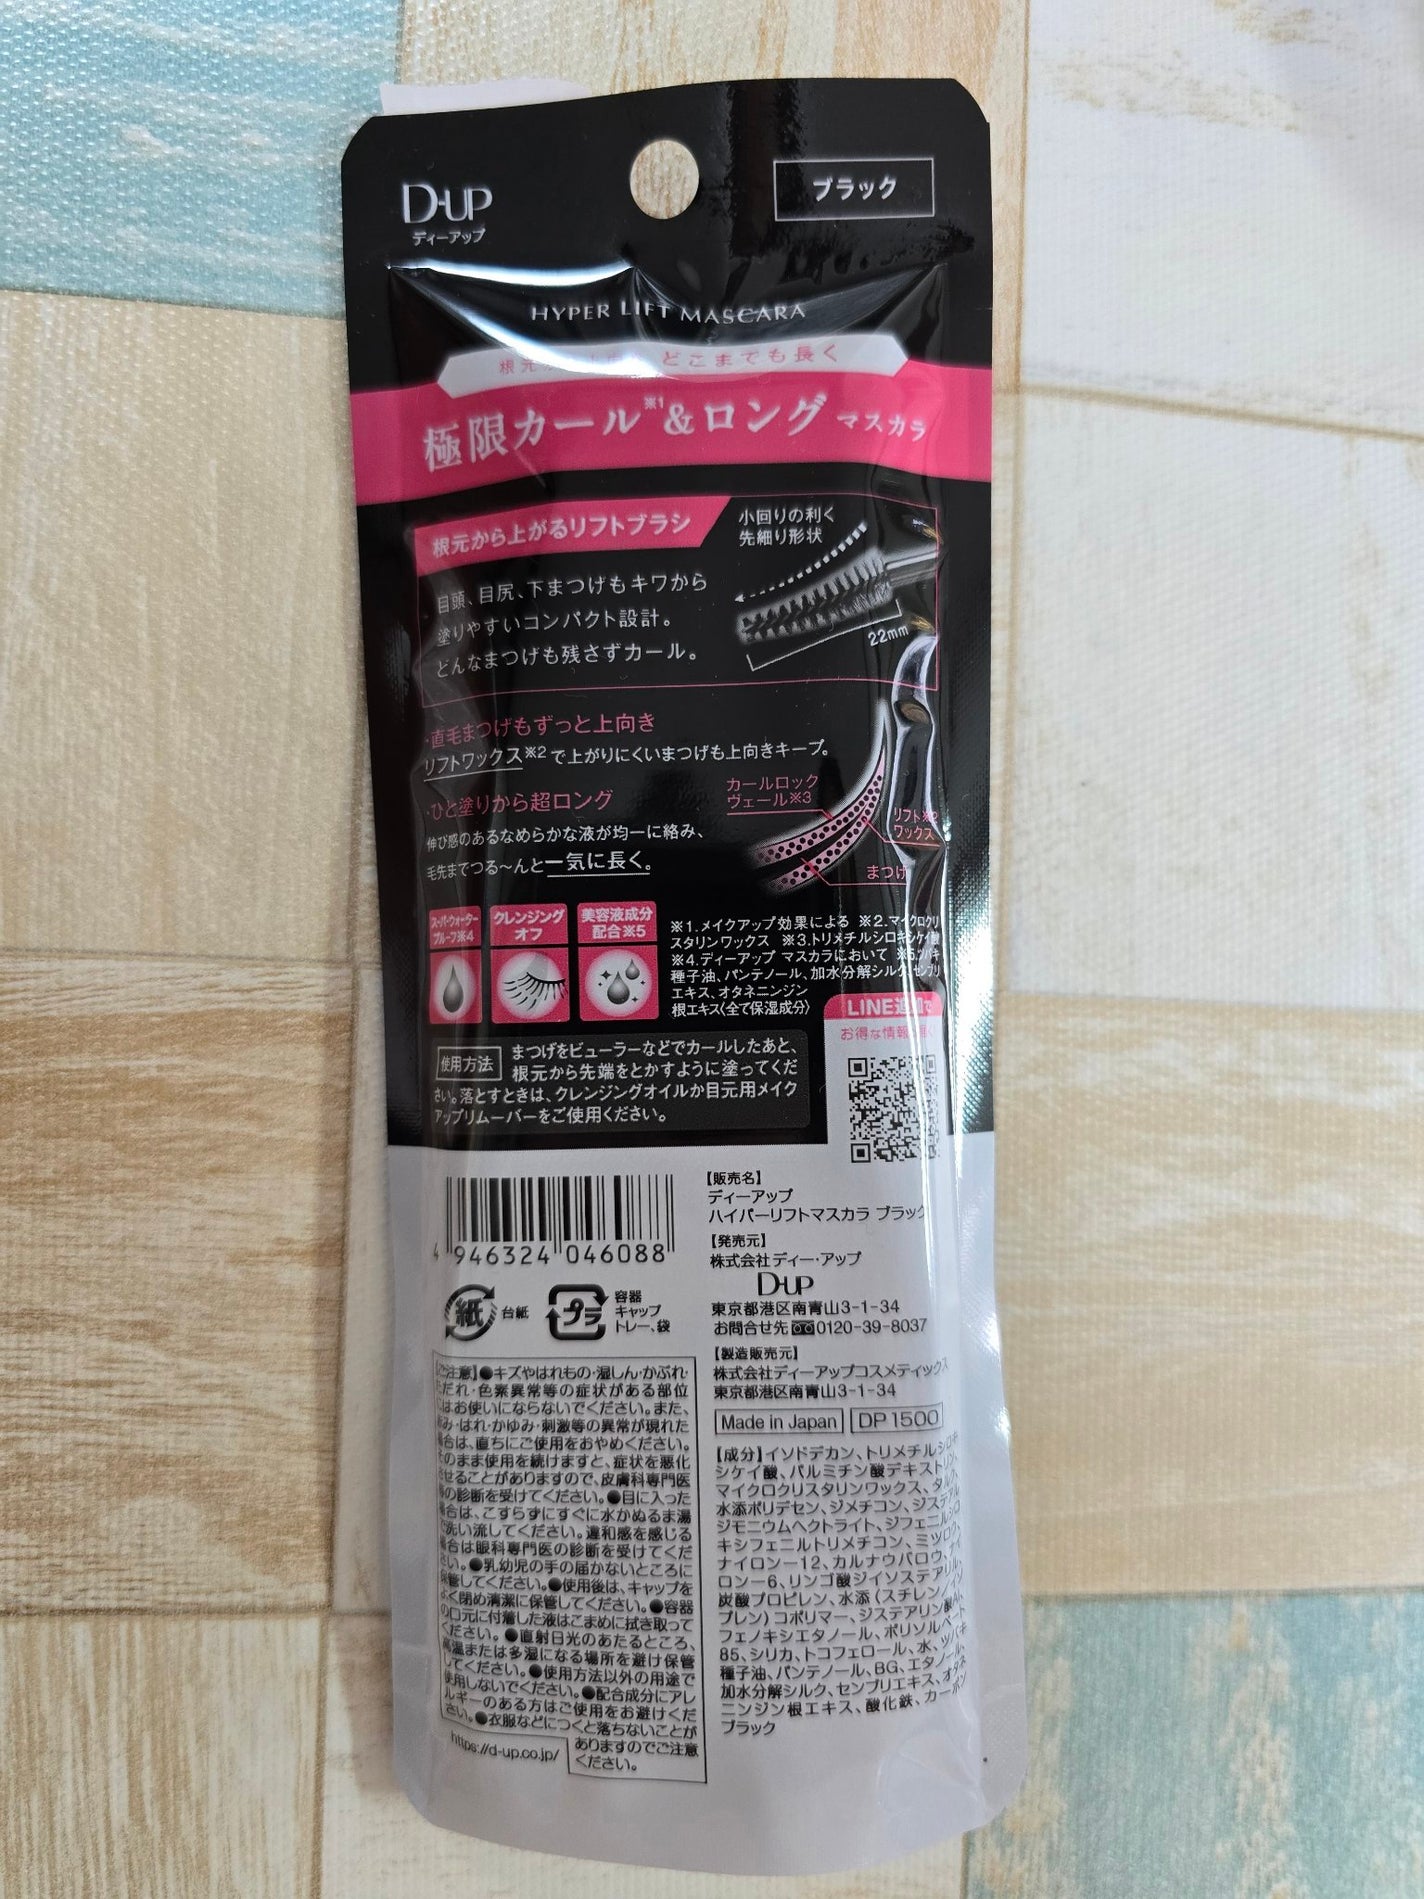 D-UP
ディーアップ
ブラック
HYPER LIFT MASCARA
根元 どこまでも長く
極限カール※1&ロング マスカラ
根元から上がるリフトブラシ
小回りの利く
先細り形状
目頭、目尻、下まつげもキワから
塗りやすいコンパクト設計。
どんなまつげも残さずカール。
22mm
・直毛まつげもずっと上向き
リフトワックス※2で上がりにくいまつげも上向きキープ。
・ひと塗りから超ロング
伸び感のあるなめらかな液が均一に絡み、
毛先までつる〜んと一気に長く。
カールロック
ヴェール※3
リフト※2
ワックス
まつげ
スーパーウォーター
プルーフ※4
クレンジング
オフ
美容液成分
配合※5
※1.メイクアップ効果による ※2.マイクロクリ
スタリンワックス ※3.トリメチルシロキシケイ酸
※4.ディーアップ マスカラにおいて ※5.ツバキ
種子油、パンテノール、加水分解シルク、センブリ
エキス、オタネニンジン
根エキス〈全て保湿成分〉
LINE追加で
お得な情報
使用方法
まつげをビューラーなどでカールしたあと、
根元から先端をとかすように塗ってくだ
さい。落とすときは、クレンジングオイルか目元用メイク
アップリムーバーをご使用ください。
4 946324 046088
紙 台紙
プラ
容器
キャップ
トレー、袋
【販売名】
ディーアップ
ハイパーリフトマスカラ ブラック
【発売元】
株式会社ディー・アップ
D-UP
東京都港区南青山3-1-34
お問合せ先 0120-39-8037
【製造販売元】
株式会社ディーアップコスメティックス
東京都港区南青山3-1-34
Made in Japan
DP1500
【ご注意】●キズやはれもの・湿しん・かぶれ・
ただれ・色素異常等の症状がある部位
にはお使いにならないでください。また、
み・はれ・かゆみ・刺激等の異常が現れた
場合は、直ちにご使用をおやめください。
そのまま使用を続けますと、症状を悪化
させることがありますので、皮膚科専門医
等の診断を受けてください。●目に入った
場合は、こすらずにすぐに水かぬるま湯
で洗い流してください。違和感を感じる
場合は眼科専門医の診断を受けてくだ
さい。●乳幼児の手の届かないところに
保管してください。●使用後は、キャップを
よく閉め清潔に保管してください。●容器
の口元に付着した液はこまめに拭き取って
ください。●直射日光のあたるところ、
高温または多湿になる場所を避け保管
してください。●使用方法以外の用途で
使用しないでください。●配合成分にアレ
ルギーのある方はご使用をお避けくだ
さい。●衣服などにつくと落ちないことが
ありますのでご注意
ください。
https://d-up.co.jp/
【成分】イソドデカン、トリメチルシロキ
シケイ酸、パルミチン酸デキストリン、
マイクロクリスタリンワックス、タルク、
水添ポリデセン、ジメチコン、ジステアル
ジモニウムヘクトライト、ジフェニルシロ
キシフェニルトリメチコン、ミツロウ、
ナイロン-12、カルナウバロウ、ナイ
ロン-6、リンゴ酸ジイソステアリル、
炭酸プロピレン、水添(スチレン/イソ
プレン)コポリマー、ジステアリン酸Al、
フェノキシエタノール、ポリソルベート
85、シリカ、トコフェロール、水、ツバキ
種子油、パンテノール、BG、エタノール、
加水分解シルク、センブリエキス、オタネ
ニンジン根エキス、酸化鉄、カーボン
ブラック